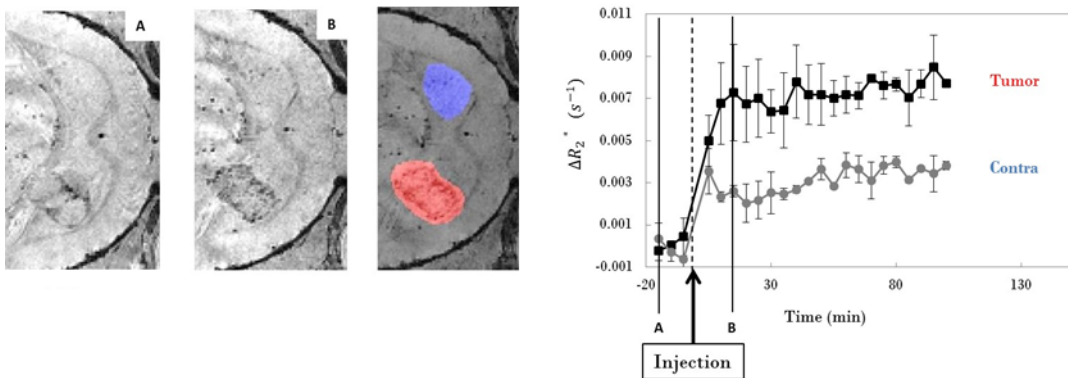 A
B
0.011
0.009
0.007
0.005
0.003
0.001
-0.001
ΔR₂* (s⁻¹)
Tumor
Contra
-20
30
80
130
Time (min)
A
B
Injection